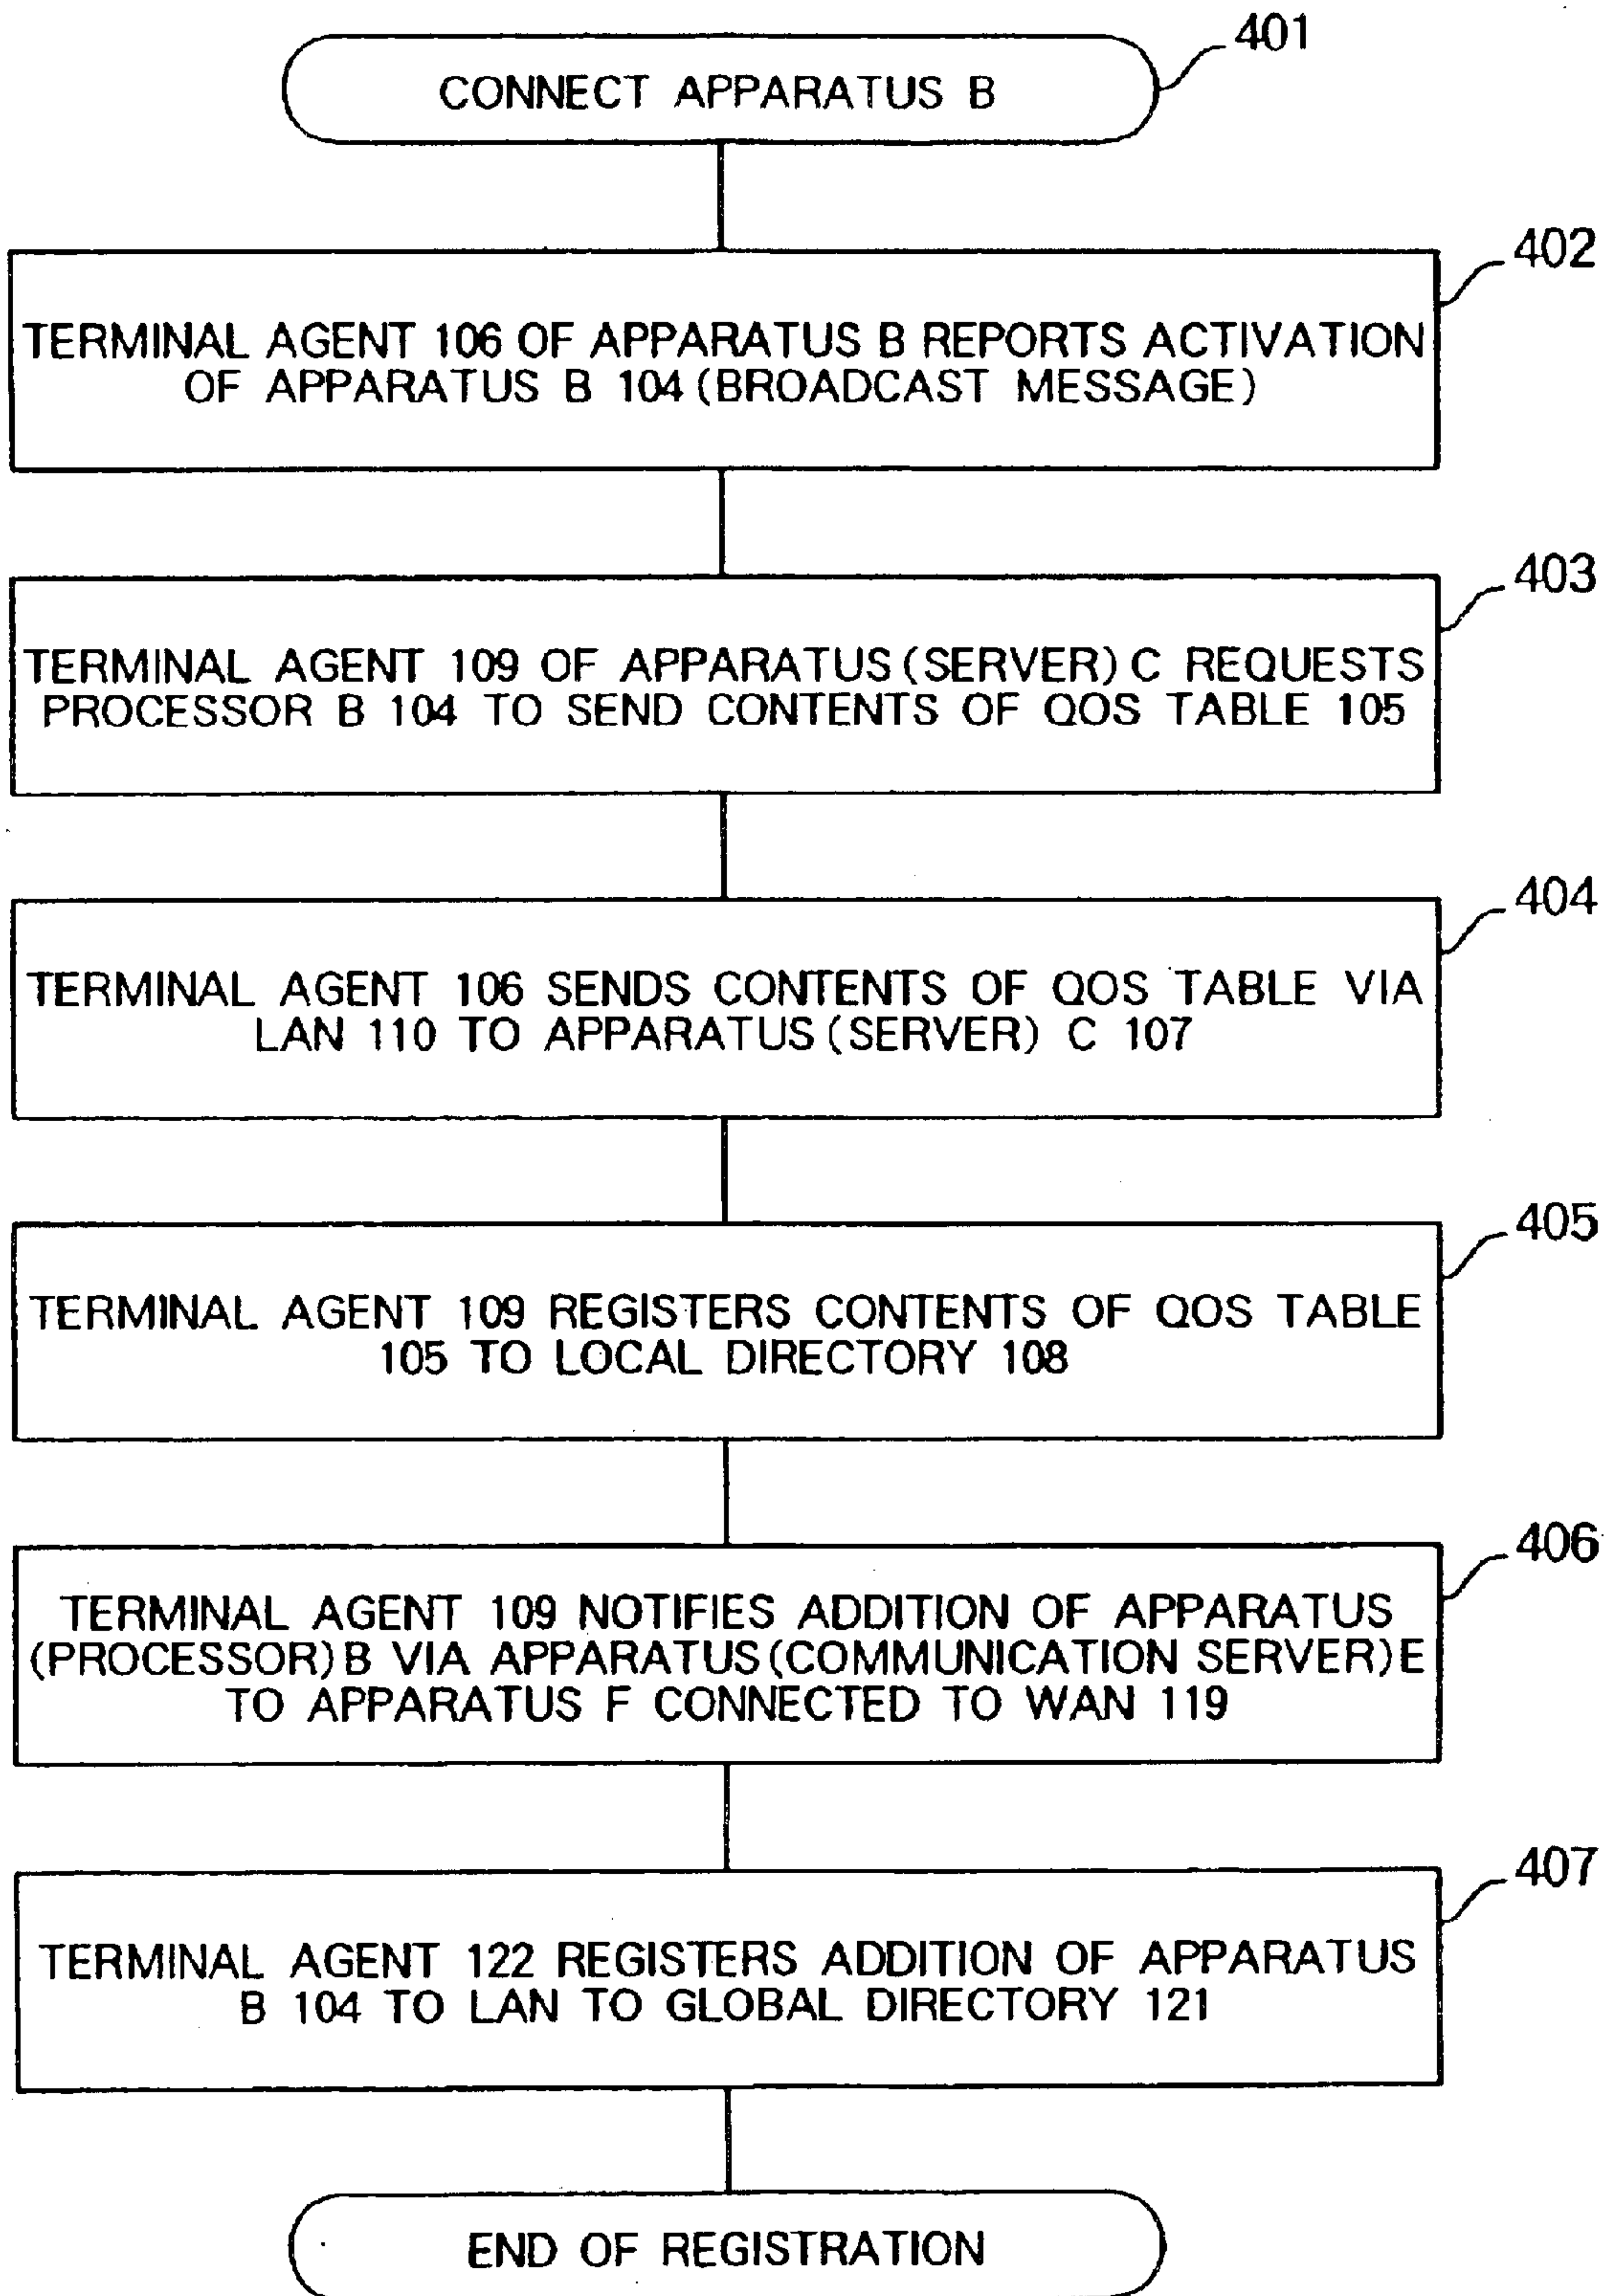 401
CONNECT APPARATUS B
402
TERMINAL AGENT 106 OF APPARATUS B REPORTS ACTIVATION
OF APPARATUS B 104 (BROADCAST MESSAGE)
403
TERMINAL AGENT 109 OF APPARATUS (SERVER) C REQUESTS
PROCESSOR B 104 TO SEND CONTENTS OF QOS TABLE 105
404
TERMINAL AGENT 106 SENDS CONTENTS OF QOS TABLE VIA
LAN 110 TO APPARATUS (SERVER) C 107
405
TERMINAL AGENT 109 REGISTERS CONTENTS OF QOS TABLE
105 TO LOCAL DIRECTORY 108
406
TERMINAL AGENT 109 NOTIFIES ADDITION OF APPARATUS
(PROCESSOR) B VIA APPARATUS (COMMUNICATION SERVER) E
TO APPARATUS F CONNECTED TO WAN 119
407
TERMINAL AGENT 122 REGISTERS ADDITION OF APPARATUS
B 104 TO LAN TO GLOBAL DIRECTORY 121
END OF REGISTRATION